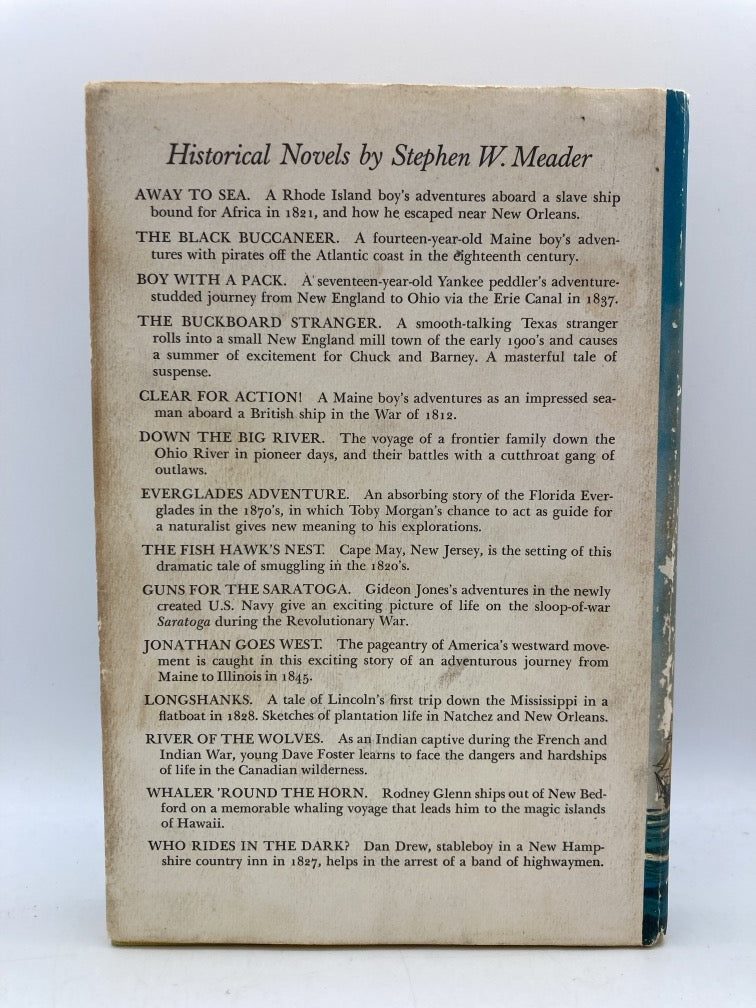 Historical Novels by Stephen W. Meader
AWAY TO SEA. A Rhode Island boy's adventures aboard a slave ship
bound for Africa in 1821, and how he escaped near New Orleans.
THE BLACK BUCCANEER. A fourteen-year-old Maine boy's adven-
tures with pirates off the Atlantic coast in the eighteenth century.
BOY WITH A PACK. A seventeen-year-old Yankee peddler's adventure-
studded journey from New England to Ohio via the Erie Canal in 1837.
THE BUCKBOARD STRANGER. A smooth-talking Texas stranger
rolls into a small New England mill town of the early 1900's and causes
a summer of excitement for Chuck and Barney. A masterful tale of
suspense.
CLEAR FOR ACTION! A Maine boy's adventures as an impressed sea-
man aboard a British ship in the War of 1812.
DOWN THE BIG RIVER. The voyage of a frontier family down the
Ohio River in pioneer days, and their battles with a cutthroat gang of
outlaws.
EVERGLADES ADVENTURE. An absorbing story of the Florida Ever-
glades in the 1870's, in which Toby Morgan's chance to act as guide for
a naturalist gives new meaning to his explorations.
THE FISH HAWK'S NEST. Cape May, New Jersey, is the setting of this
dramatic tale of smuggling in the 1820's.
GUNS FOR THE SARATOGA. Gideon Jones's adventures in the newly
created U.S. Navy give an exciting picture of life on the sloop-of-war
Saratoga during the Revolutionary War.
JONATHAN GOES WEST. The pageantry of America's westward move-
ment is caught in this exciting story of an adventurous journey from
Maine to Illinois in 1845.
LONGSHANKS. A tale of Lincoln's first trip down the Mississippi in a
flatboat in 1828. Sketches of plantation life in Natchez and New Orleans.
RIVER OF THE WOLVES. As an Indian captive during the French and
Indian War, young Dave Foster learns to face the dangers and hardships
of life in the Canadian wilderness.
WHALER 'ROUND THE HORN. Rodney Glenn ships out of New Bed-
ford on a memorable whaling voyage that leads him to the magic islands
of Hawaii.
WHO RIDES IN THE DARK? Dan Drew, stableboy in a New Hamp-
shire country inn in 1827, helps in the arrest of a band of highwaymen.